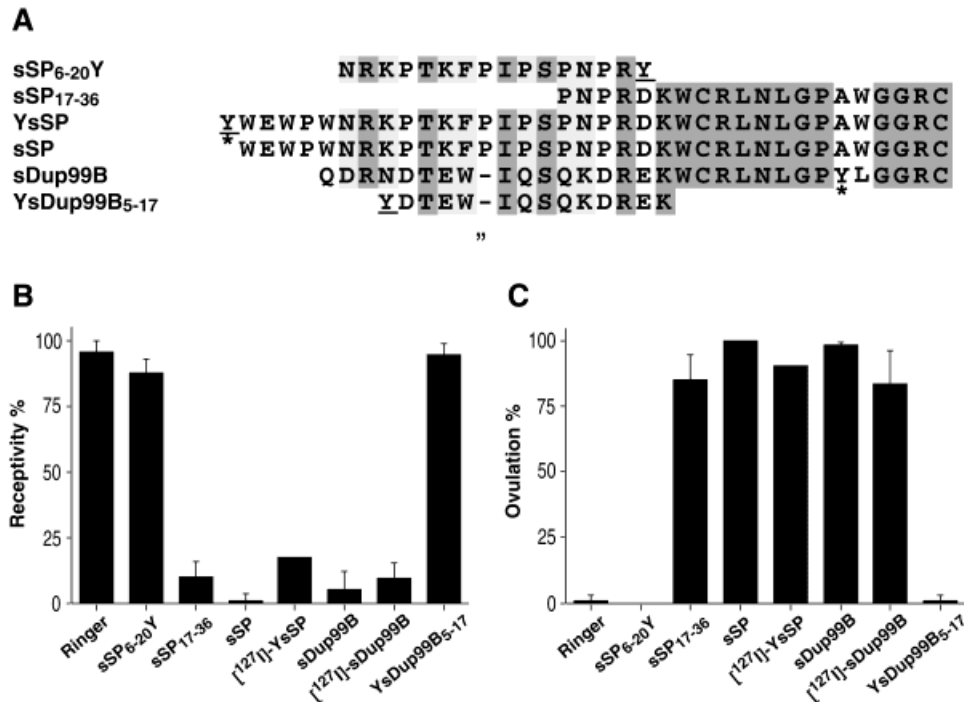 A
sSP6-20Y NRKPTKFPIPSPNPRY
sSP17-36 PNPRDKWCRLNLGPAWGGRC
YsSP YWEWPWNRKPTKFPIPSPNPRDKWCRLNLGPAWGGRC
*
sSP WEWPWNRKPTKFPIPSPNPRDKWCRLNLGPAWGGRC
sDup99B QDRNDTEW-IQSQKDREKWCRLNLGPYLGGRC
*
YsDup99B5-17 YDTEW-IQSQKDREK
”
B
C
Receptivity %
100
75
50
25
0
Ringer
sSP6-20Y
sSP17-36
sSP
[127I]-YsSP
sDup99B
[127I]-sDup99B
YsDup99B5-17
Ovulation %
100
75
50
25
0
Ringer
sSP6-20Y
sSP17-36
sSP
[127I]-YsSP
sDup99B
[127I]-sDup99B
YsDup99B5-17